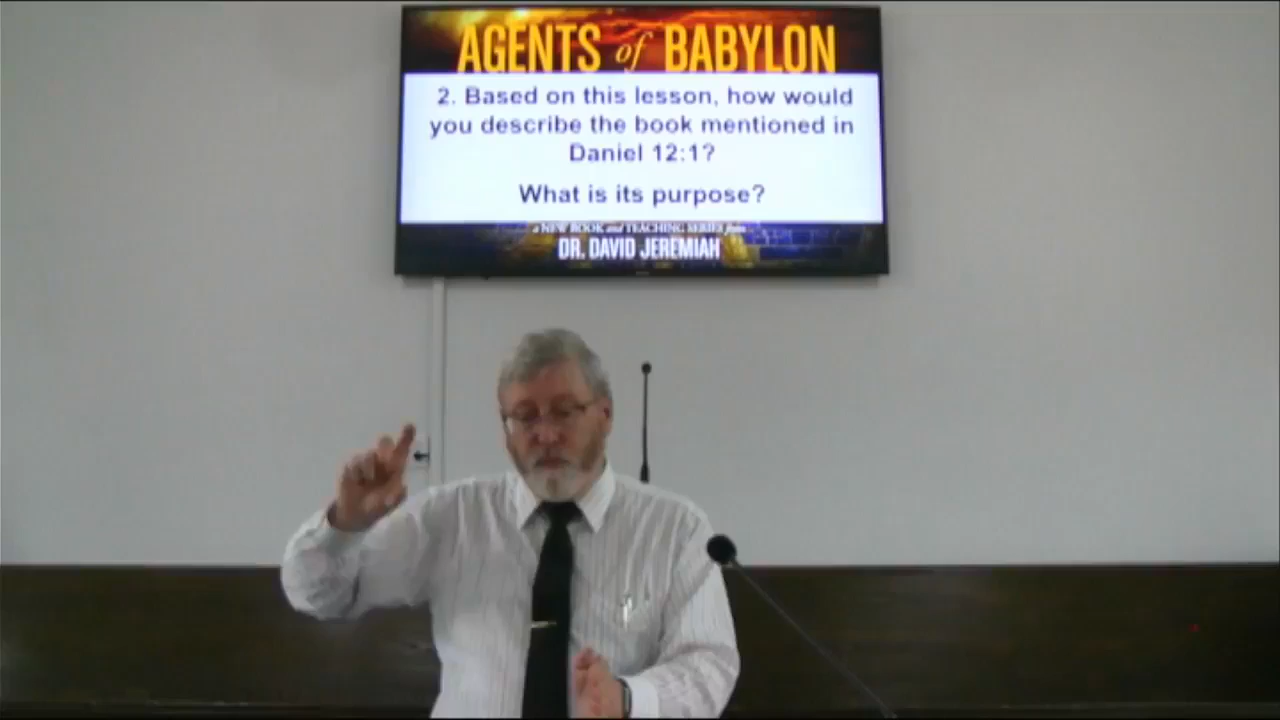 AGENTS of BABYLON
2. Based on this lesson, how would
you describe the book mentioned in
Daniel 12:1?
What is its purpose?
a NEW BOOK and TEACHING SERIES from
DR. DAVID JEREMIAH